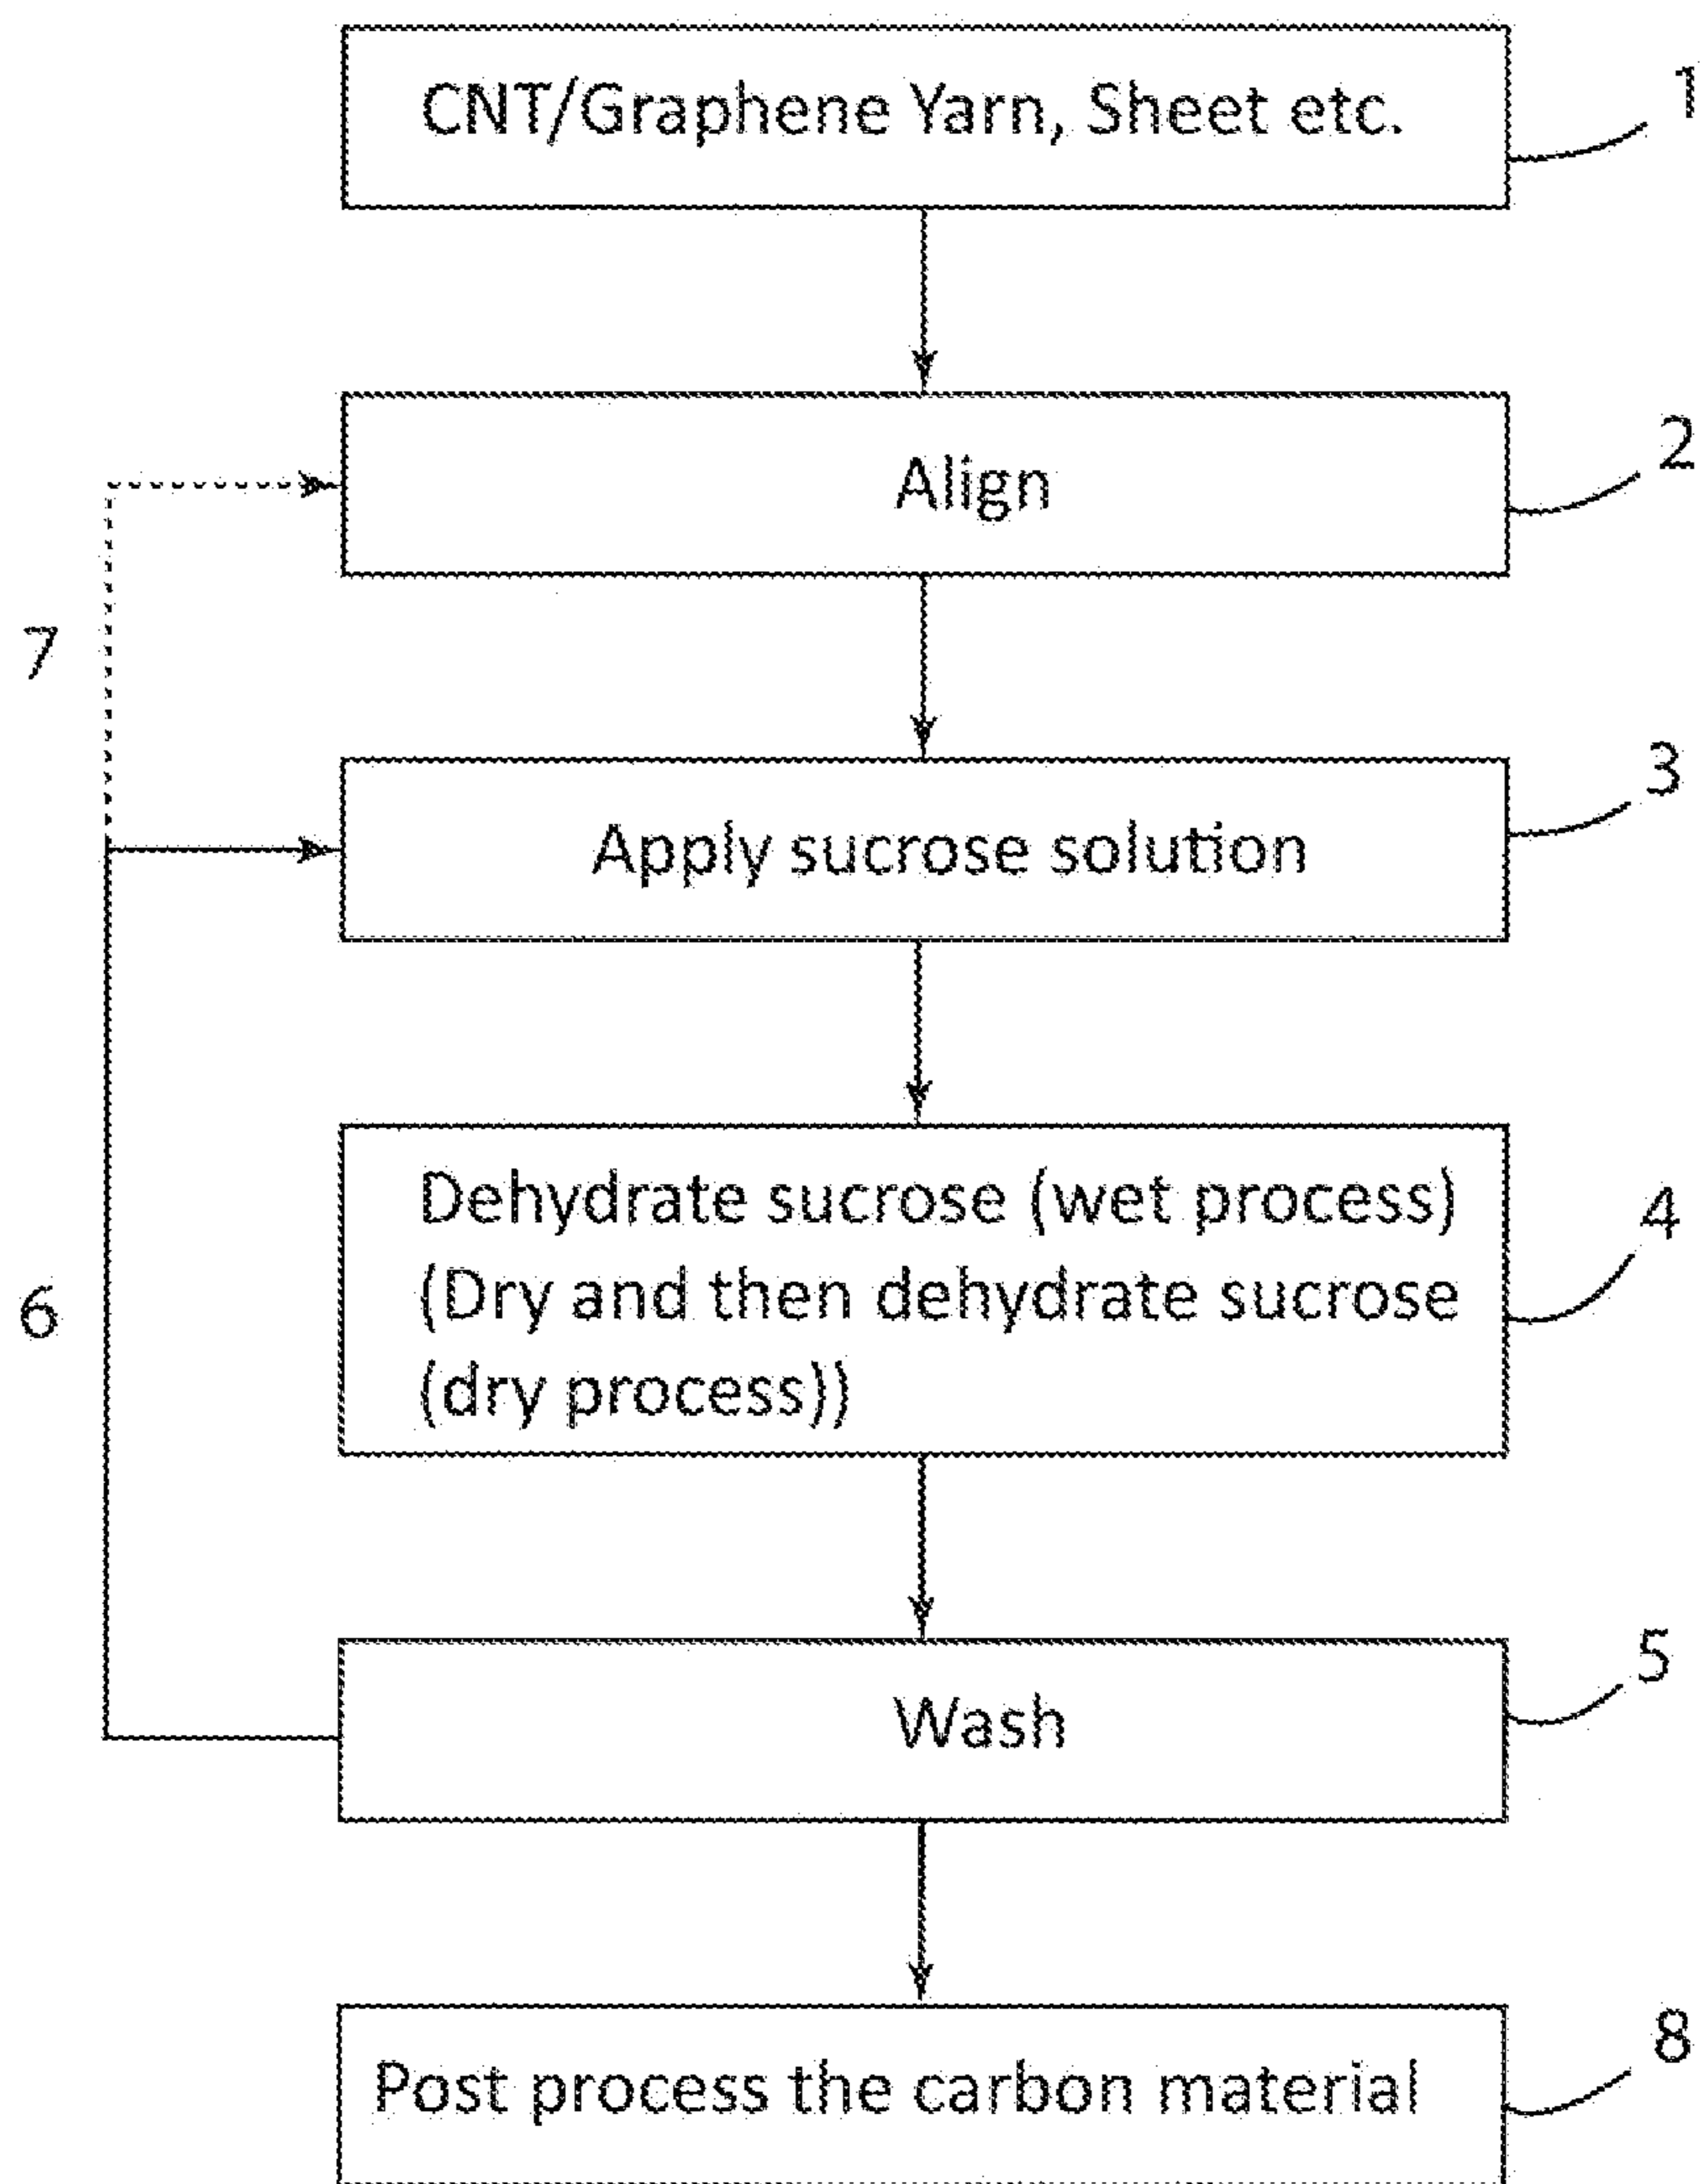 CNT/Graphene Yarn, Sheet etc.
1
Align
2
7
Apply sucrose solution
3
Dehydrate sucrose (wet process)
(Dry and then dehydrate sucrose
(dry process))
4
6
Wash
5
Post process the carbon material
8